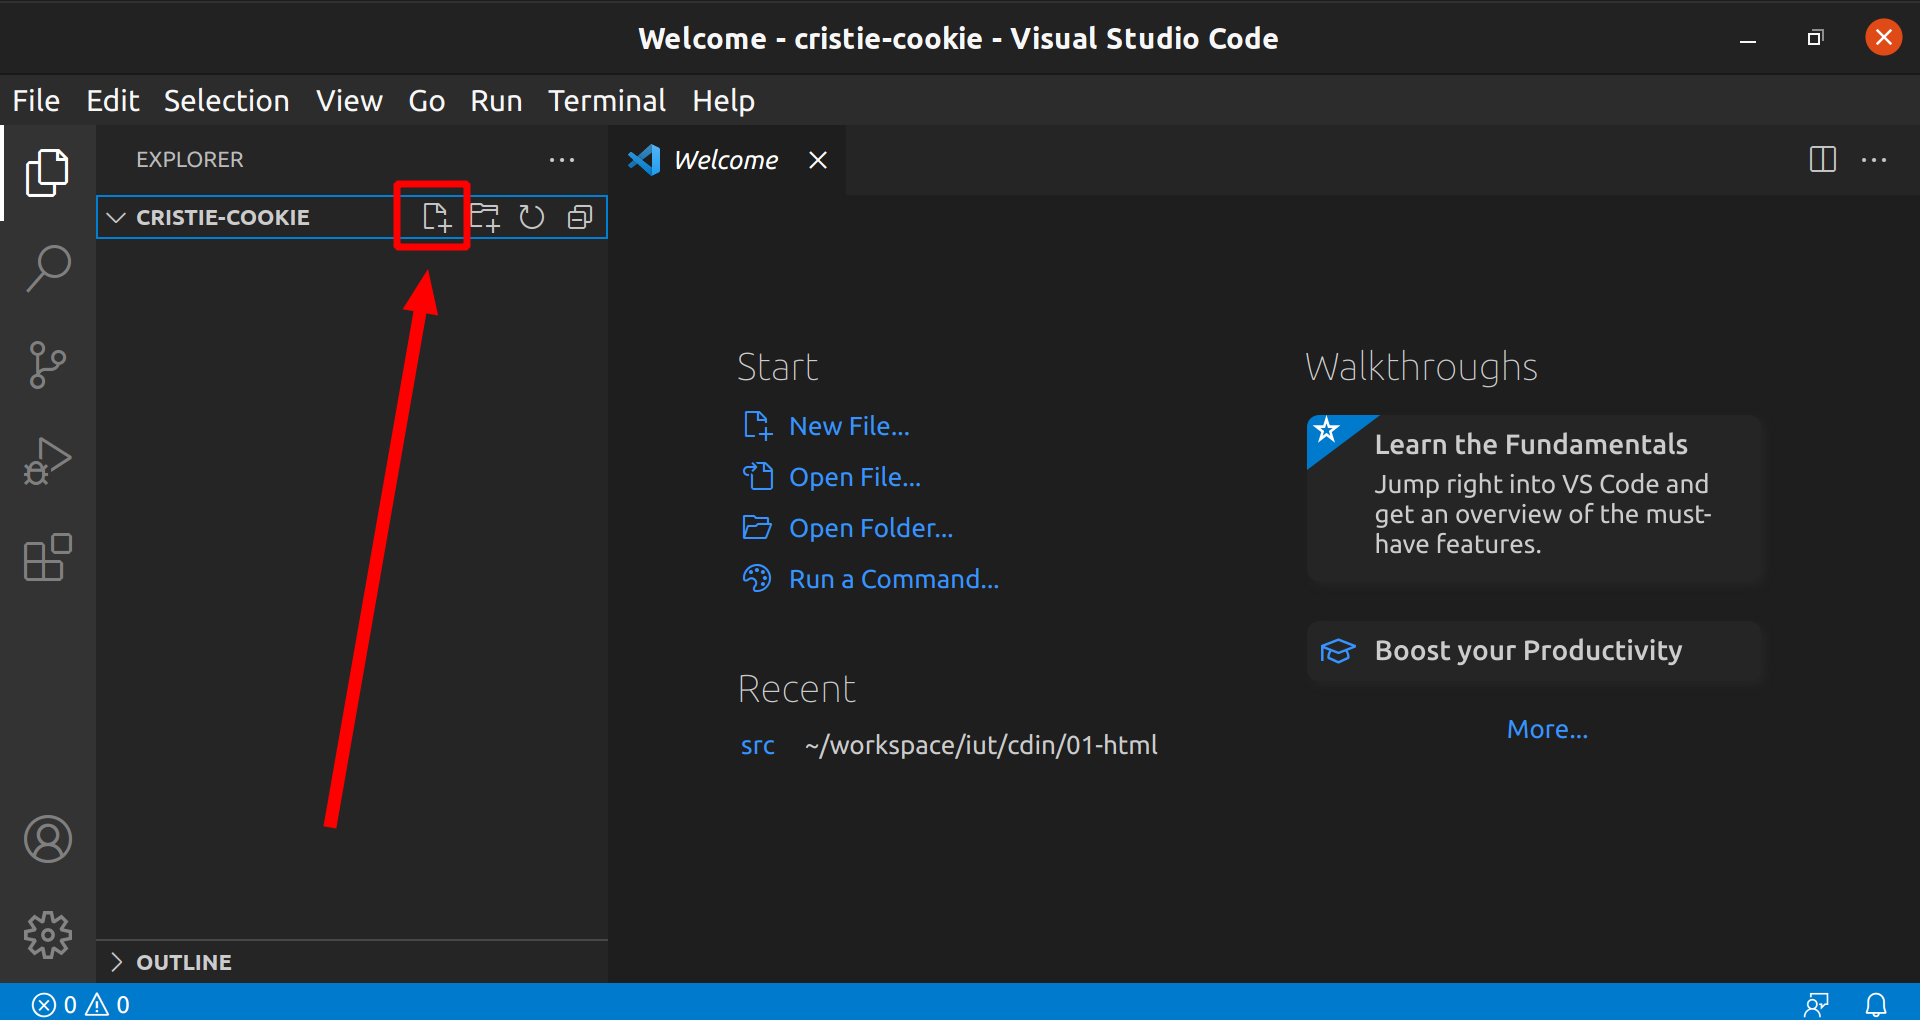 Welcome - cristie-cookie - Visual Studio Code
File Edit Selection View Go Run Terminal Help
EXPLORER
Welcome
CRISTIE-COOKIE
Start
New File...
Open File...
Open Folder...
Run a Command...
Recent
src ~/workspace/iut/cdin/01-html
Walkthroughs
Learn the Fundamentals
Jump right into VS Code and
get an overview of the must-
have features.
Boost your Productivity
More...
OUTLINE
0 0